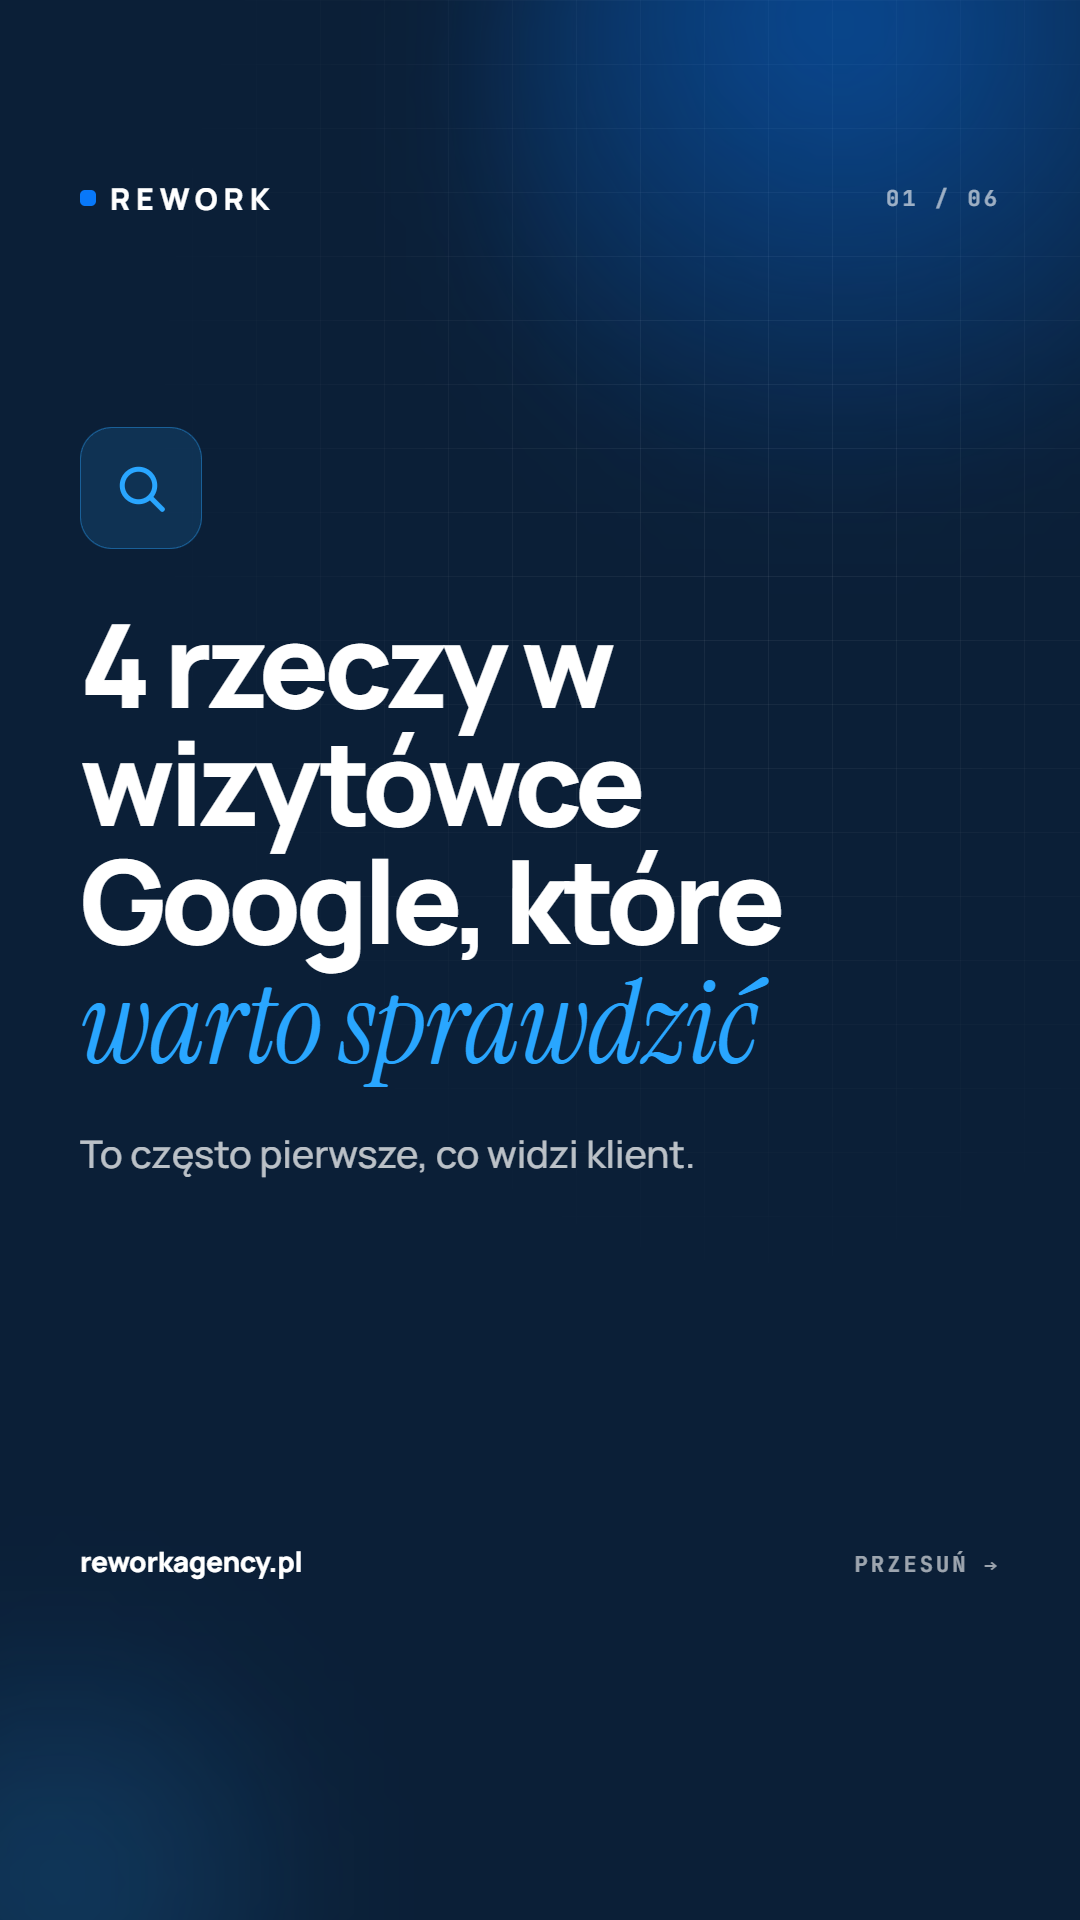 REWORK
01 / 06
4 rzeczy w
wizytówce
Google, które
warto sprawdzić
To często pierwsze, co widzi klient.
reworkagency.pl
PRZESUŃ →